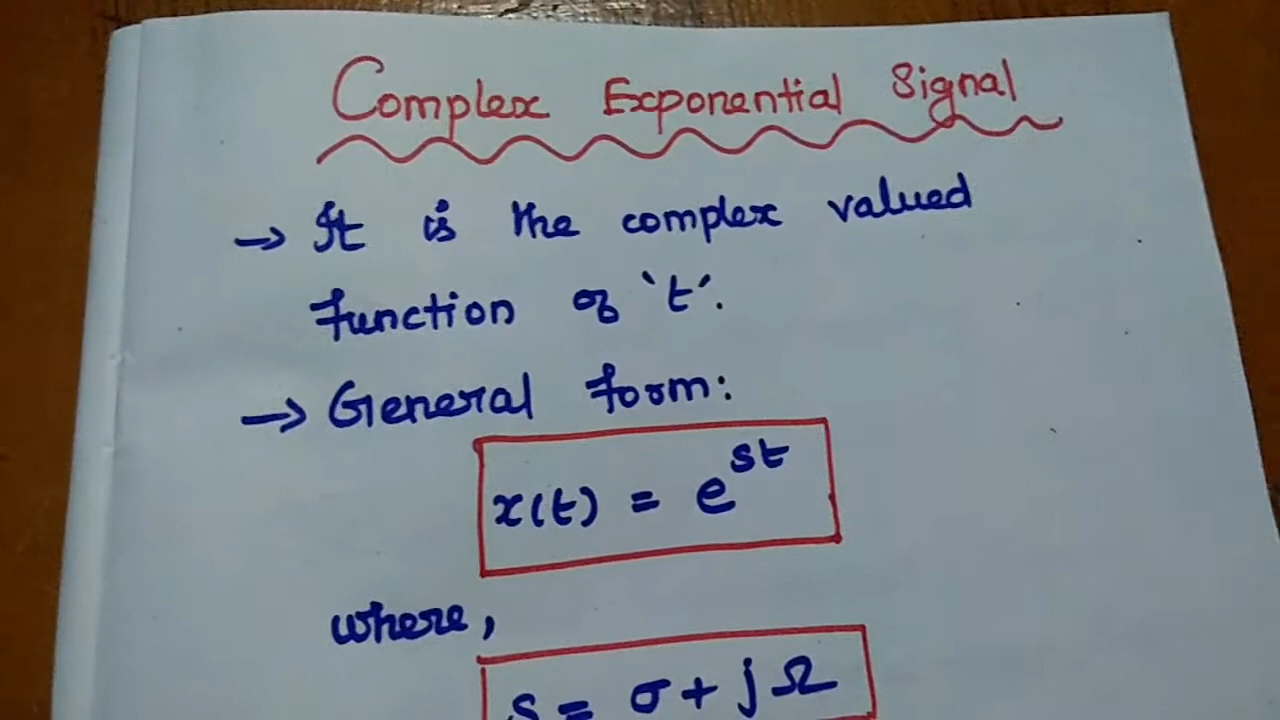 Complex Exponential Signal
→ It is the complex valued
function of 't'.
→ General form:
x(t) = e^st
where,
s = σ + jΩ